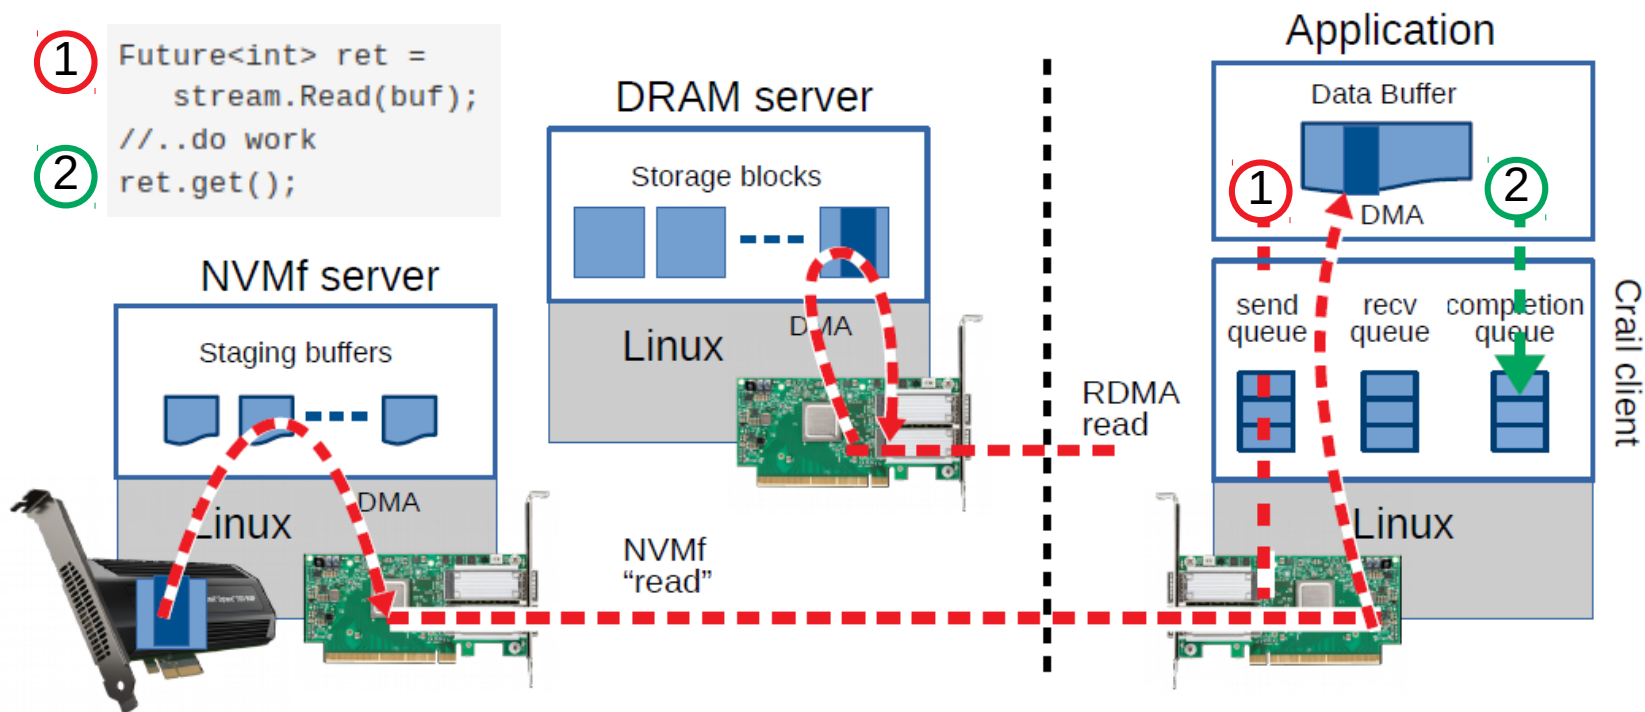 1
Future<int> ret =
stream.Read(buf);
//..do work
2
ret.get();
NVMf server
Staging buffers
DMA
Linux
DRAM server
Storage blocks
DMA
Linux
NVMf
“read”
RDMA
read
Application
Data Buffer
1
2
DMA
send
queue
recv
queue
completion
queue
Crail client
Linux